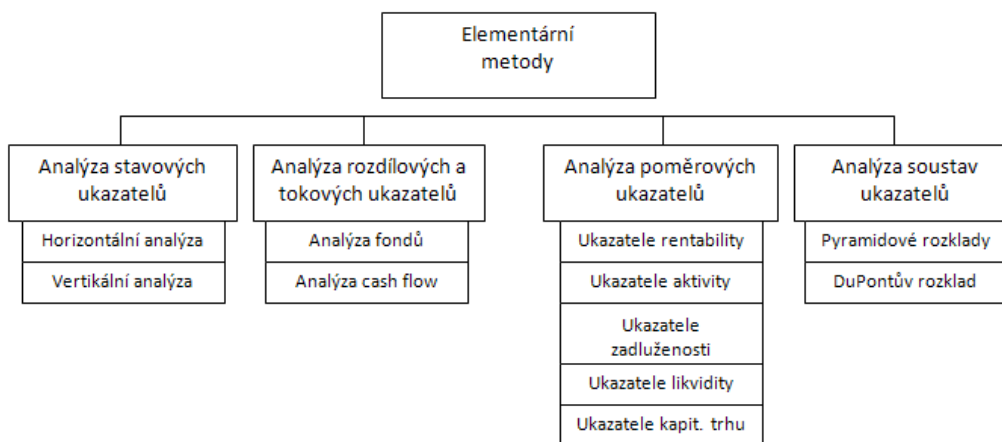 Elementární
metody
Analýza stavových
ukazatelů
Horizontální analýza
Vertikální analýza
Analýza rozdílových a
tokových ukazatelů
Analýza fondů
Analýza cash flow
Analýza poměrových
ukazatelů
Ukazatele rentability
Ukazatele aktivity
Ukazatele
zadluženosti
Ukazatele likvidity
Ukazatele kapit. trhu
Analýza soustav
ukazatelů
Pyramidové rozklady
DuPontův rozklad